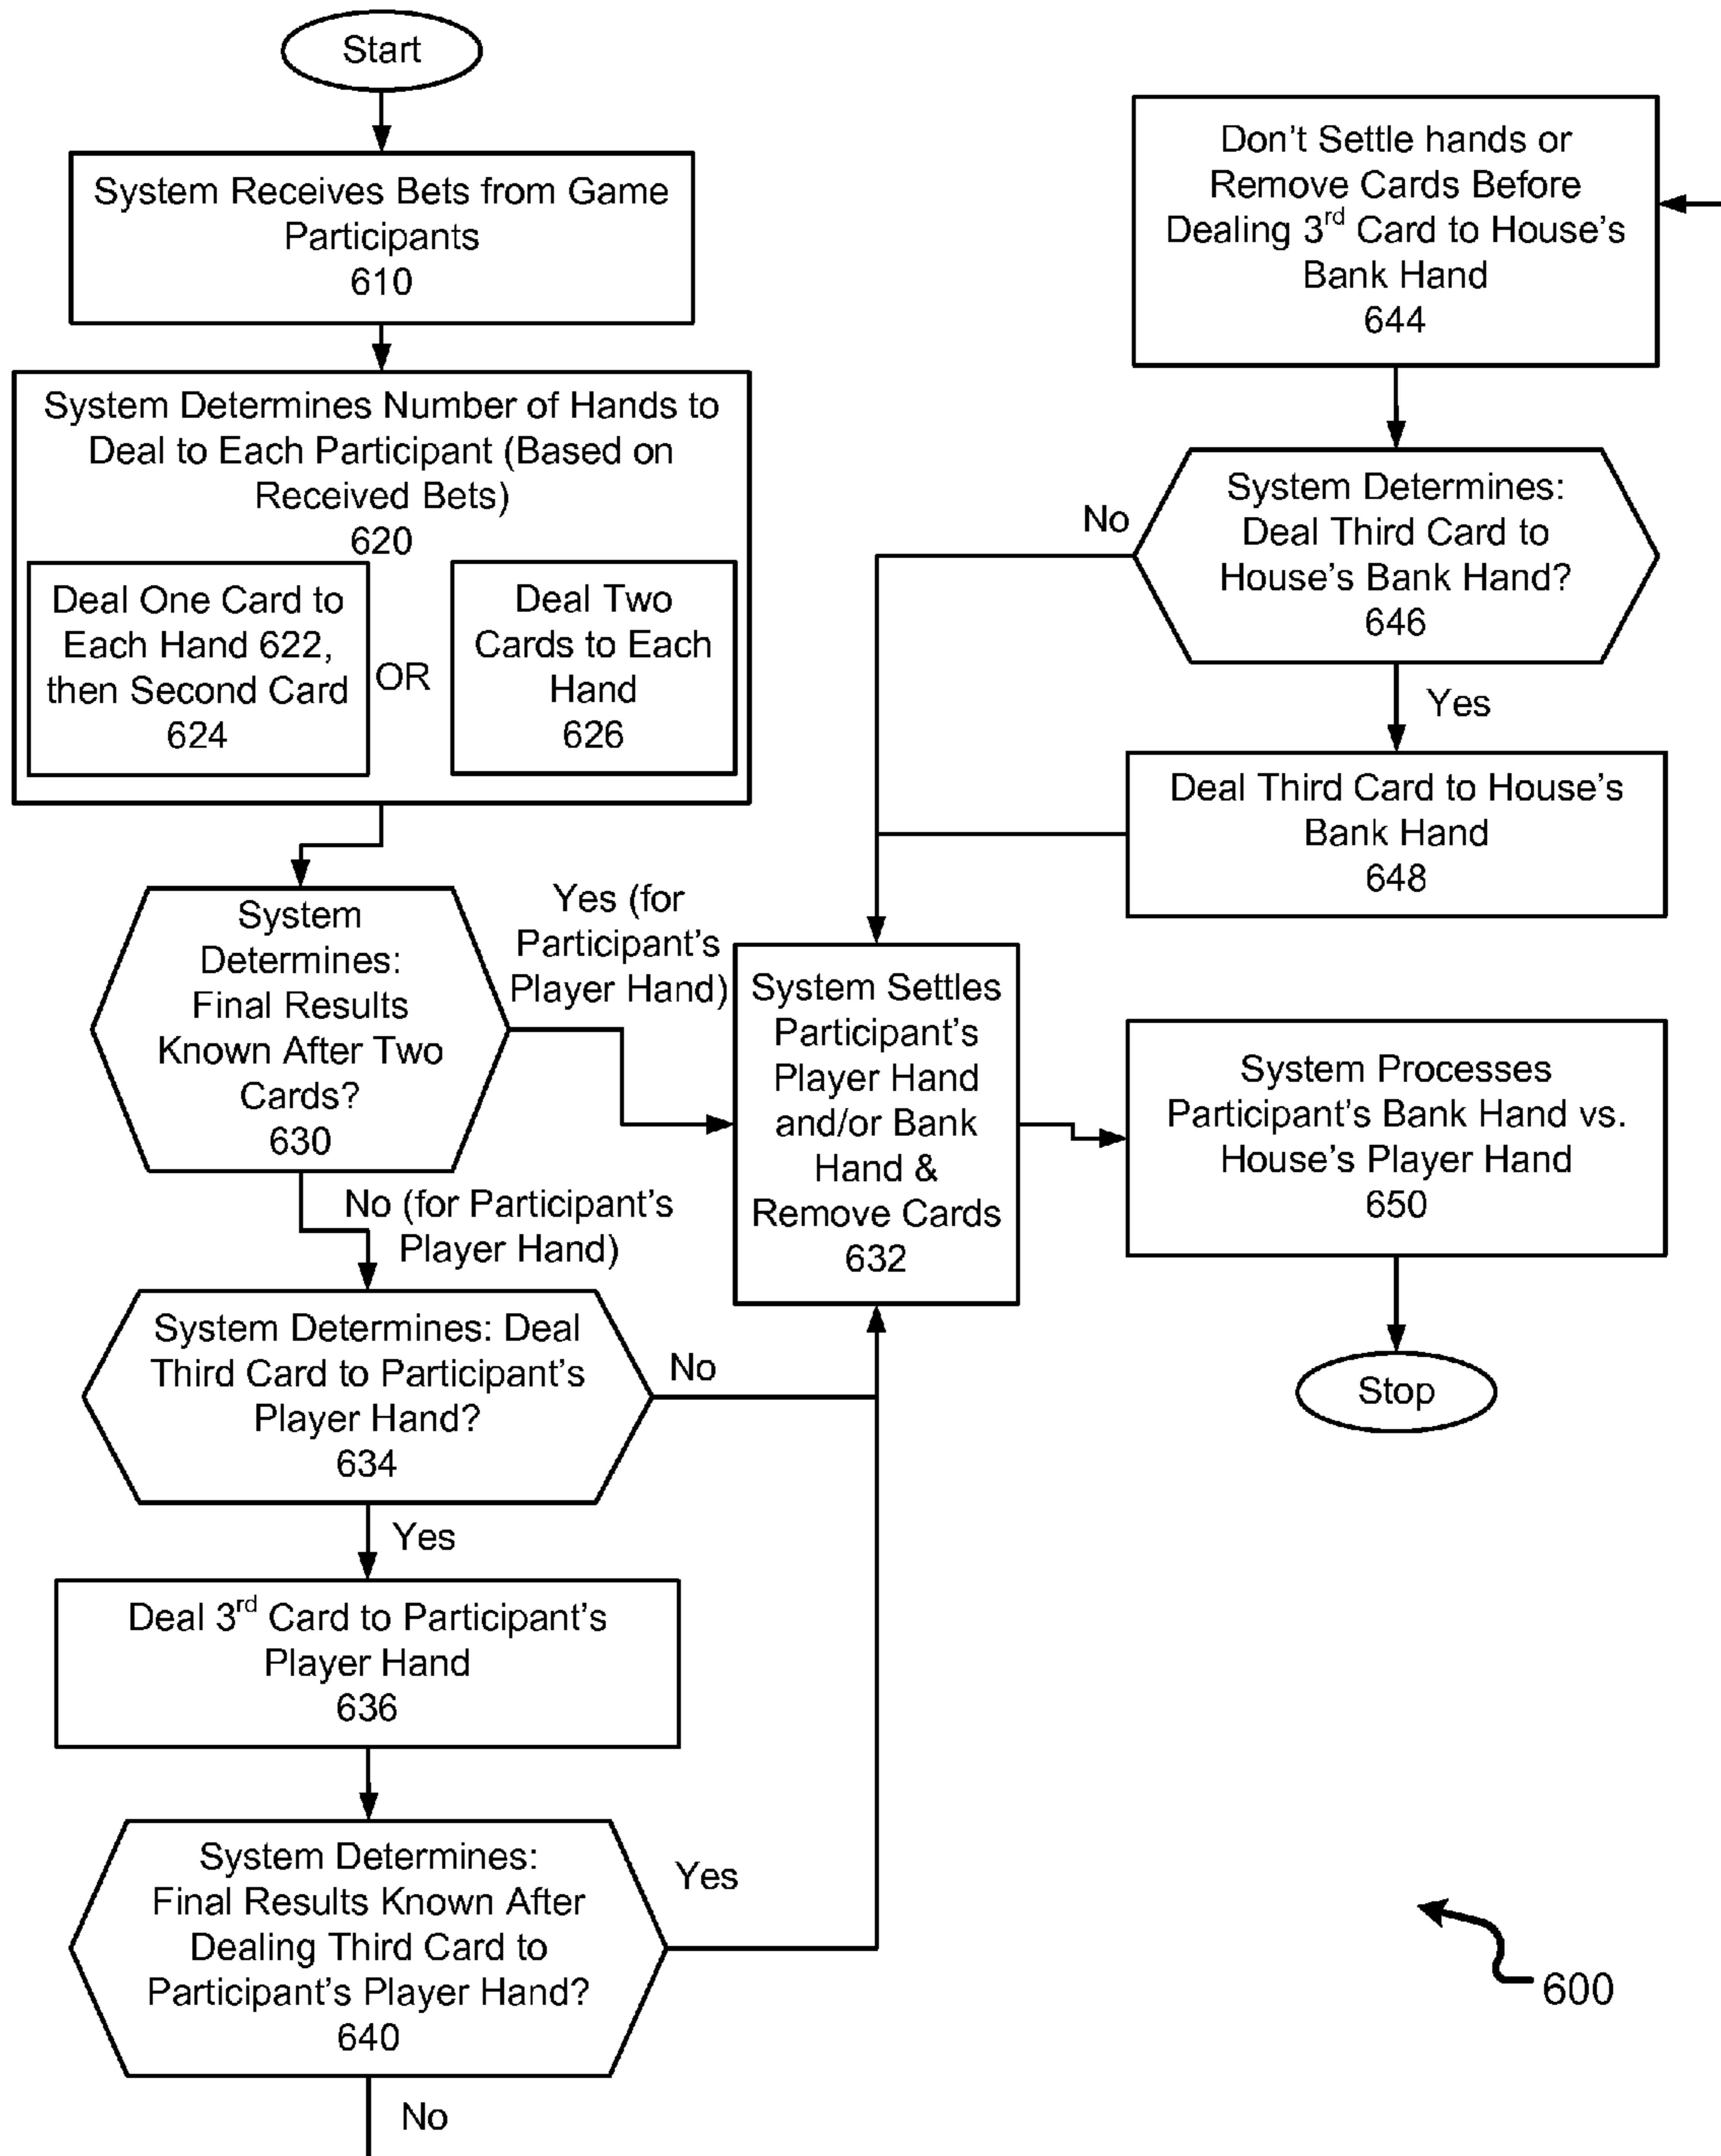 Start
System Receives Bets from Game
Participants
610
System Determines Number of Hands to
Deal to Each Participant (Based on
Received Bets)
620
Deal One Card to
Each Hand 622,
then Second Card
624
OR
Deal Two
Cards to Each
Hand
626
System
Determines:
Final Results
Known After Two
Cards?
630
Yes (for
Participant's
Player Hand)
No (for Participant's
Player Hand)
System Settles
Participant's
Player Hand
and/or Bank
Hand &
Remove Cards
632
System Determines: Deal
Third Card to Participant's
Player Hand?
634
No
Yes
Deal 3rd Card to Participant's
Player Hand
636
System Determines:
Final Results Known After
Dealing Third Card to
Participant's Player Hand?
640
Yes
No
Don't Settle hands or
Remove Cards Before
Dealing 3rd Card to House's
Bank Hand
644
System Determines:
Deal Third Card to
House's Bank Hand?
646
No
Yes
Deal Third Card to House's
Bank Hand
648
System Processes
Participant's Bank Hand vs.
House's Player Hand
650
Stop
600